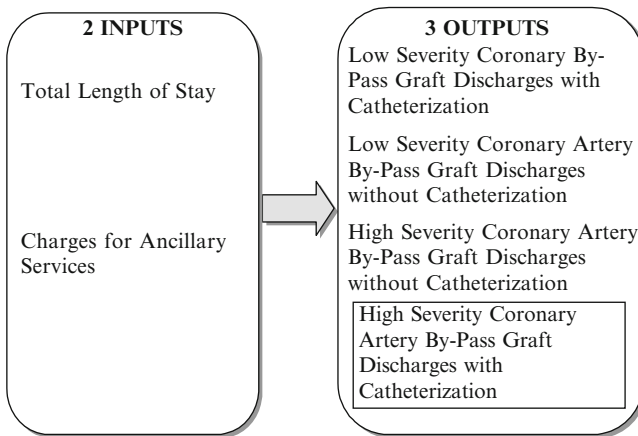 2 INPUTS
Total Length of Stay
Charges for Ancillary
Services
3 OUTPUTS
Low Severity Coronary By-
Pass Graft Discharges with
Catheterization
Low Severity Coronary Artery
By-Pass Graft Discharges
without Catheterization
High Severity Coronary Artery
By-Pass Graft Discharges
without Catheterization
High Severity Coronary
Artery By-Pass Graft
Discharges with
Catheterization